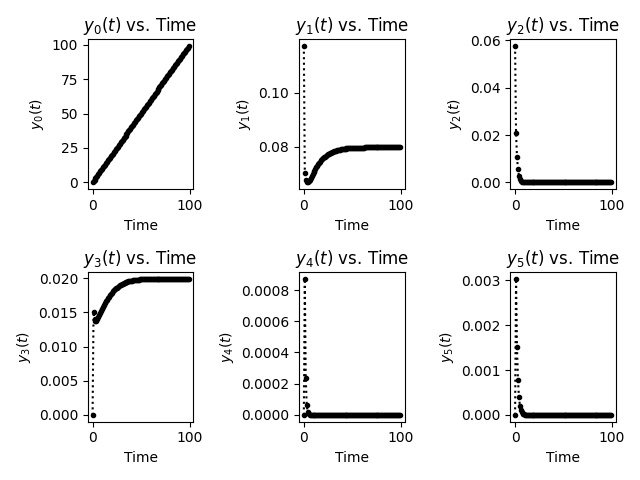 y₀(t) vs. Time
y₁(t) vs. Time
y₂(t) vs. Time
100
75
50
25
0
y₀(t)
0 100
Time
0.10
0.08
y₁(t)
0 100
Time
0.06
0.04
0.02
0.00
y₂(t)
0 100
Time
y₃(t) vs. Time
y₄(t) vs. Time
y₅(t) vs. Time
0.020
0.015
0.010
0.005
0.000
y₃(t)
0 100
Time
0.0008
0.0006
0.0004
0.0002
0.0000
y₄(t)
0 100
Time
0.003
0.002
0.001
0.000
y₅(t)
0 100
Time